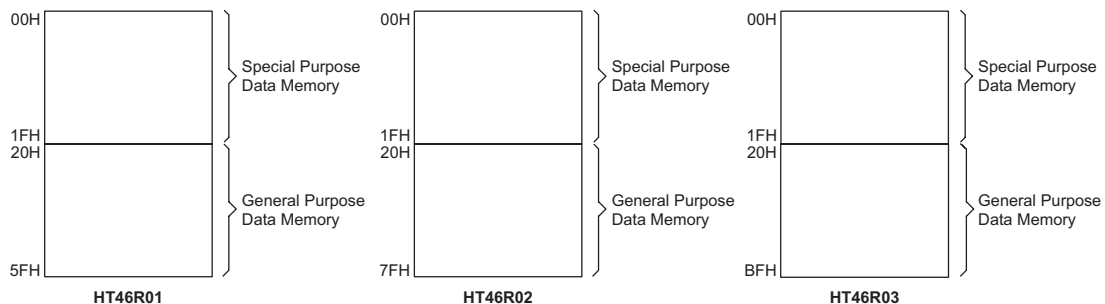 00H
Special Purpose
Data Memory
1FH
20H
General Purpose
Data Memory
5FH
HT46R01
00H
Special Purpose
Data Memory
1FH
20H
General Purpose
Data Memory
7FH
HT46R02
00H
Special Purpose
Data Memory
1FH
20H
General Purpose
Data Memory
BFH
HT46R03